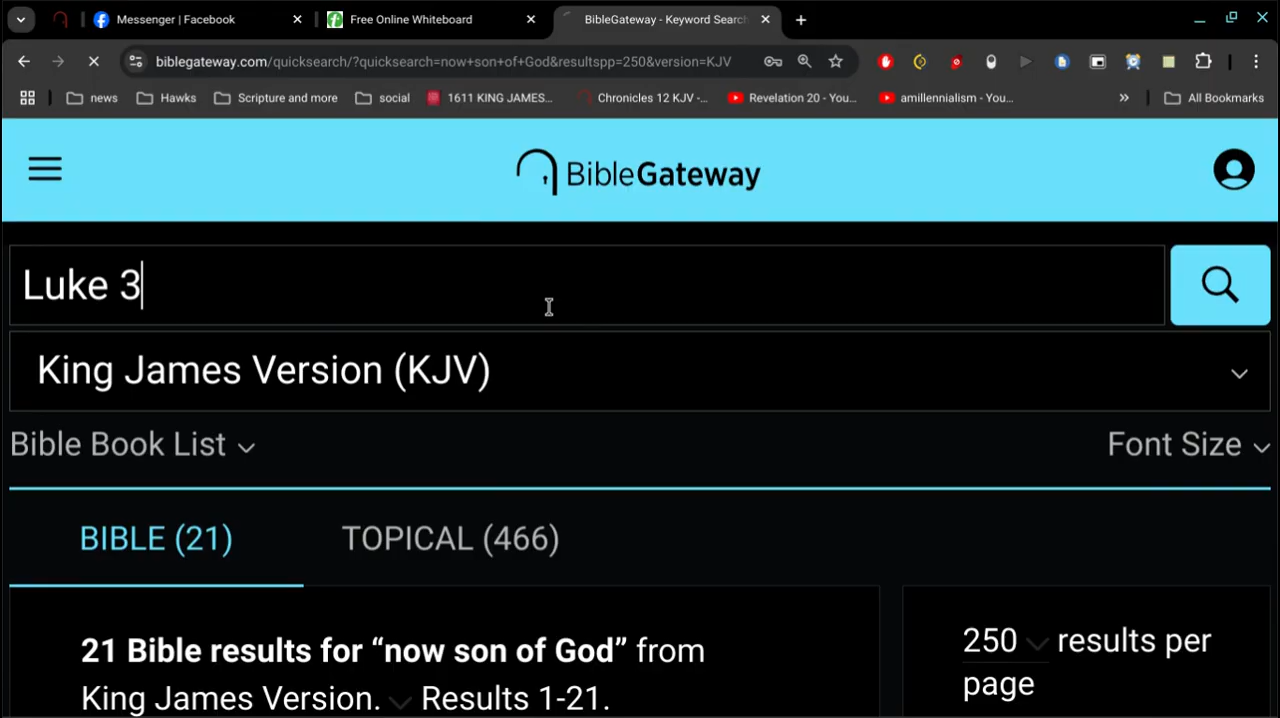 Messenger | Facebook
Free Online Whiteboard
BibleGateway - Keyword Search
biblegateway.com/quicksearch/?quicksearch=now+son+of+God&resultspp=250&version=KJV
news
Hawks
Scripture and more
social
1611 KING JAMES...
Chronicles 12 KJV -...
Revelation 20 - You...
amillennialism - You...
»
All Bookmarks
BibleGateway
Luke 3
King James Version (KJV)
Bible Book List
Font Size
BIBLE (21)
TOPICAL (466)
21 Bible results for “now son of God” from
King James Version. Results 1-21.
250 results per
page